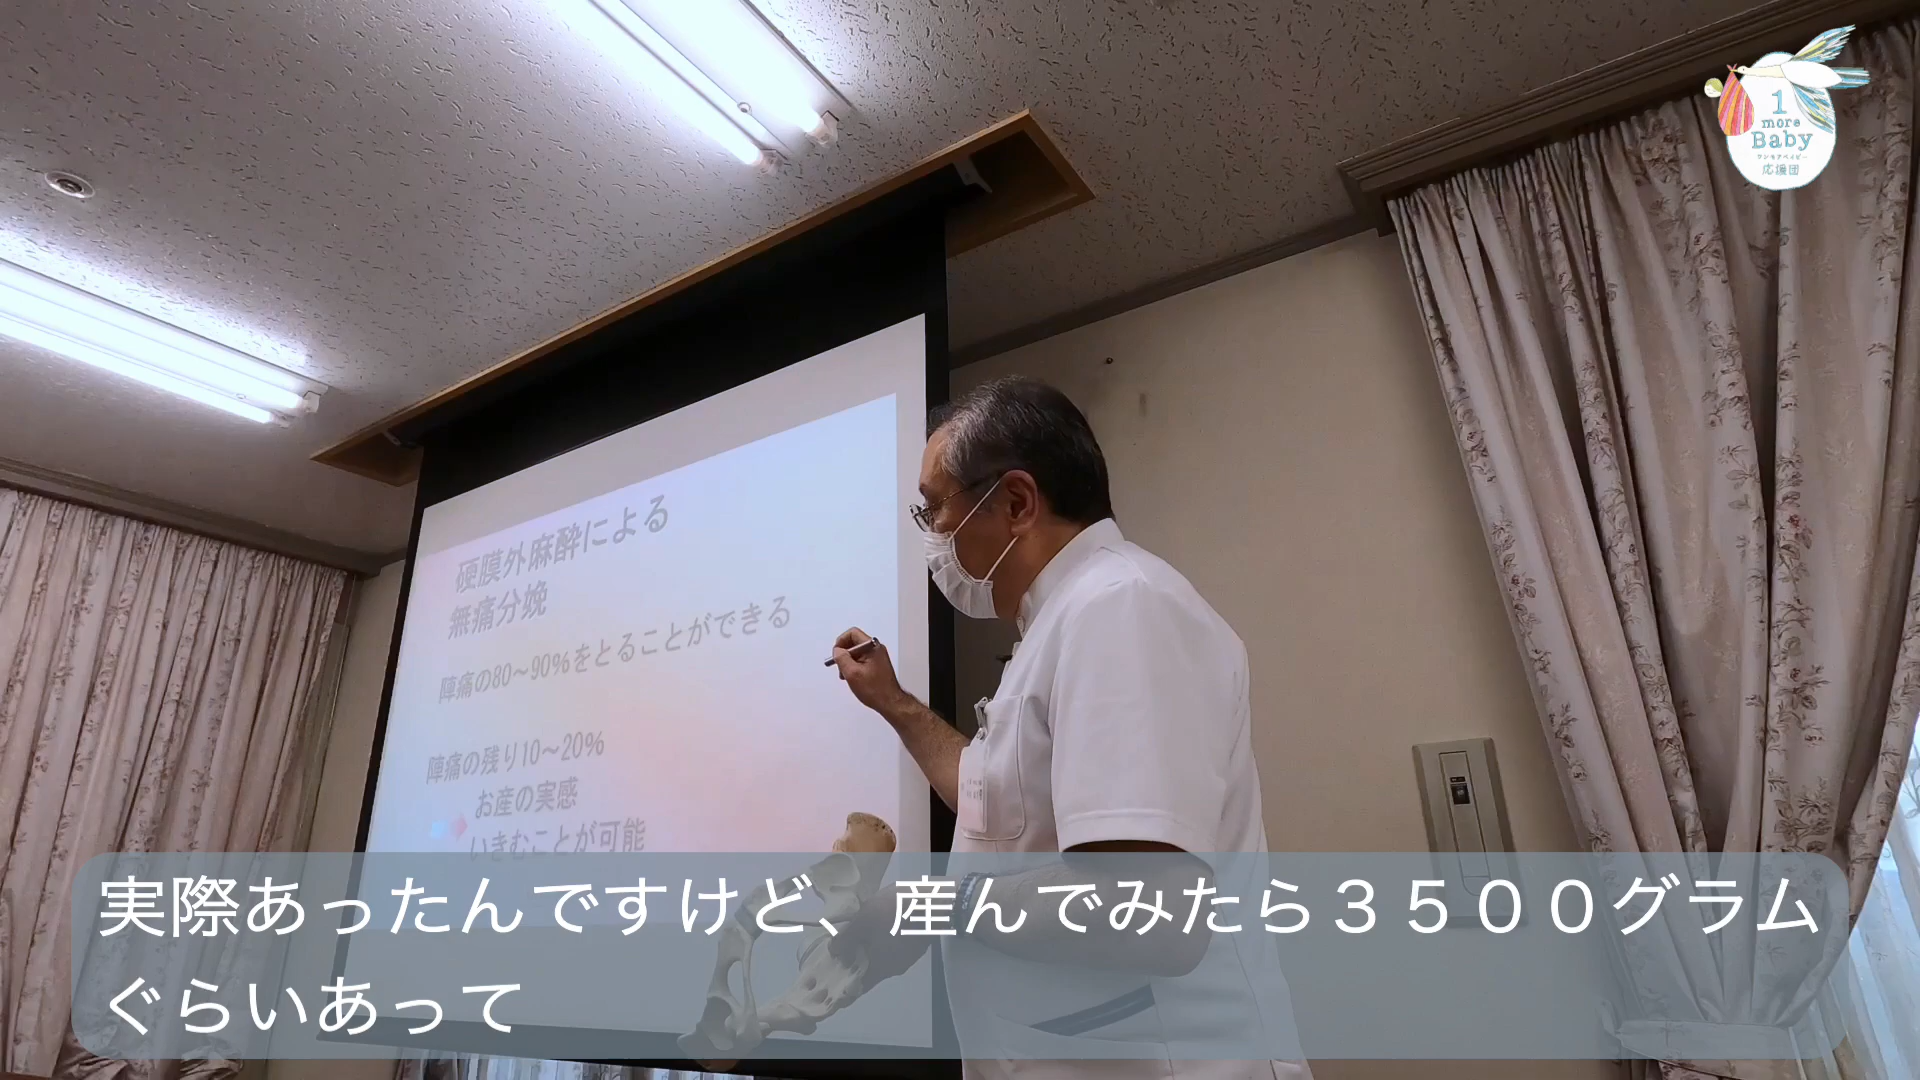 1
more
Baby
ワンモアベイビー
応援団
硬膜外麻酔による
無痛分娩
陣痛の80～90%をとることができる
陣痛の残り10～20%
お産の実感
いきむことが可能
実際あったんですけど、産んでみたら３５００グラム
ぐらいあって